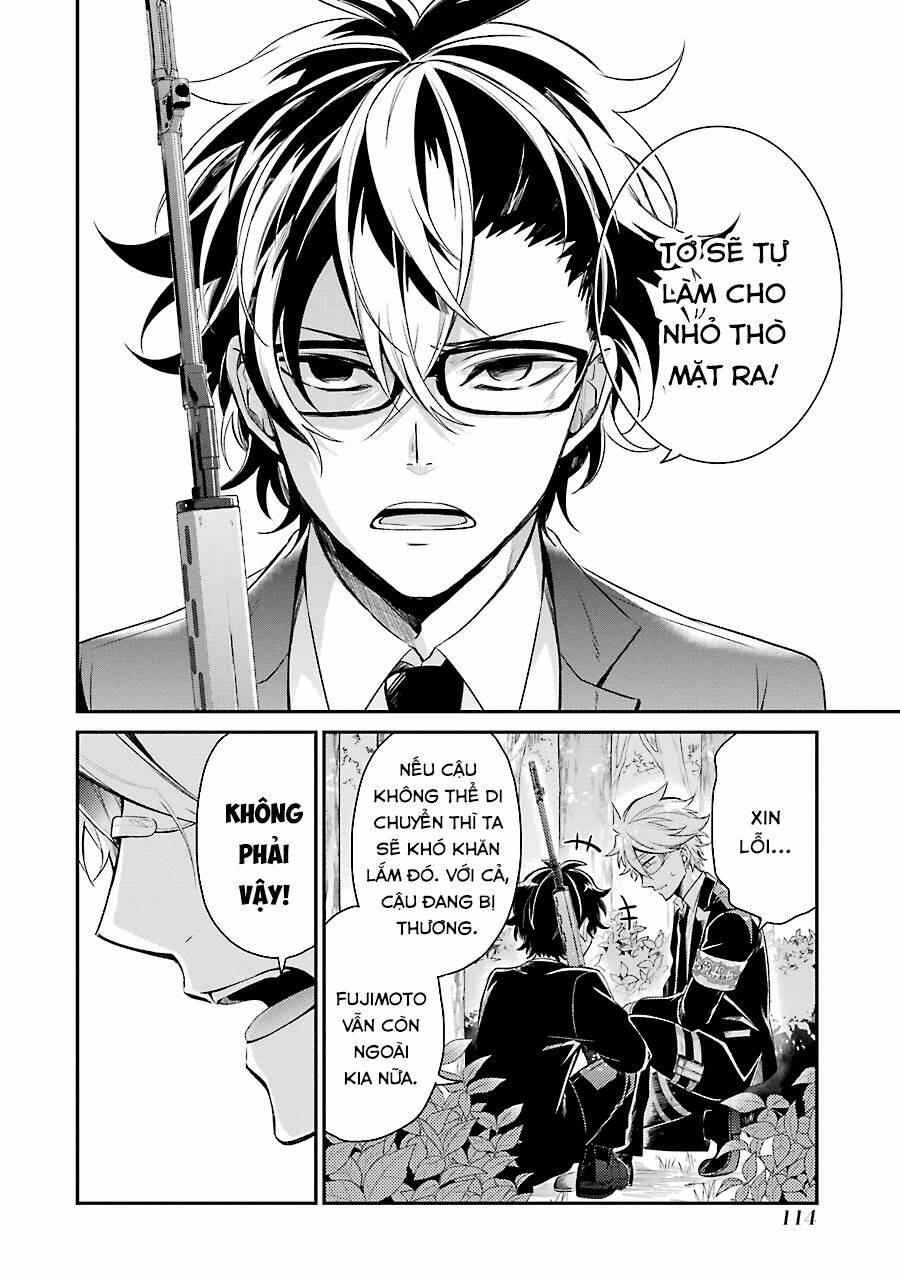 TỚ SẼ TỰ
LÀM CHO
NHỎ THÒ
MẶT RA!
XIN
LỖI...
NẾU CẬU
KHÔNG THỂ DI
CHUYỂN THÌ TA
SẼ KHÓ KHĂN
LẮM ĐÓ. VỚI CẢ,
CẬU ĐANG BỊ
THƯƠNG.
FUJIMOTO
VẪN CÒN
NGOÀI
KIA NỮA.
KHÔNG
PHẢI
VẬY!
114